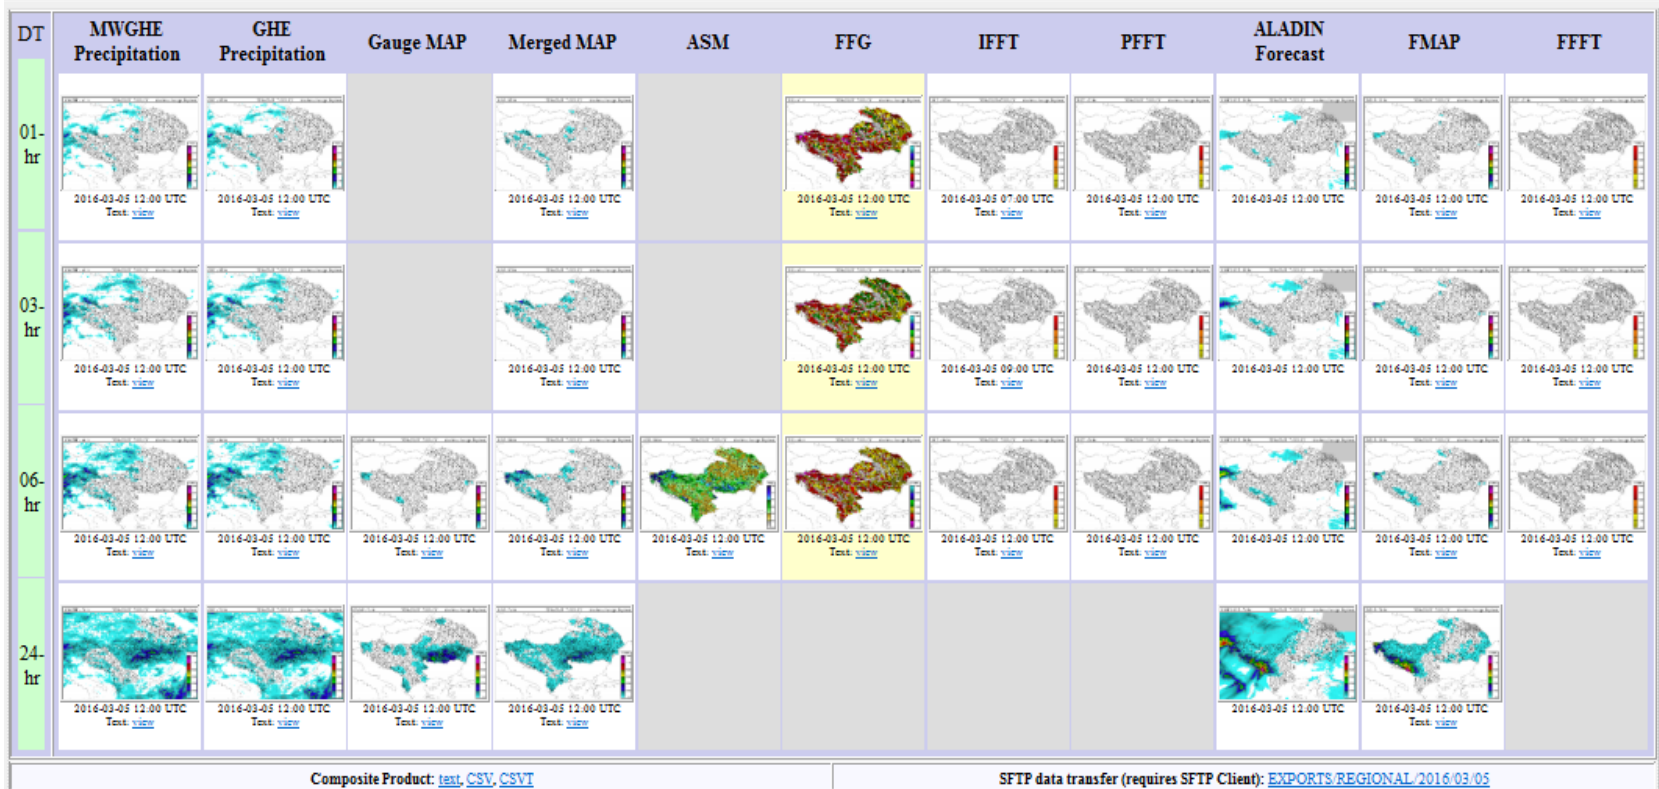 DT MWGHE Precipitation GHE Precipitation Gauge MAP Merged MAP ASM FFG IFFT PFFT ALADIN Forecast FMAP FFFT
01-hr
2016-03-05 12:00 UTC 2016-03-05 12:00 UTC 2016-03-05 12:00 UTC 2016-03-05 12:00 UTC 2016-03-05 07:00 UTC 2016-03-05 12:00 UTC 2016-03-05 12:00 UTC 2016-03-05 12:00 UTC 2016-03-05 12:00 UTC
Text: view Text: view Text: view Text: view Text: view Text: view Text: view Text: view
03-hr
2016-03-05 12:00 UTC 2016-03-05 12:00 UTC 2016-03-05 12:00 UTC 2016-03-05 12:00 UTC 2016-03-05 09:00 UTC 2016-03-05 12:00 UTC 2016-03-05 12:00 UTC 2016-03-05 12:00 UTC 2016-03-05 12:00 UTC
Text: view Text: view Text: view Text: view Text: view Text: view Text: view Text: view
06-hr
2016-03-05 12:00 UTC 2016-03-05 12:00 UTC 2016-03-05 12:00 UTC 2016-03-05 12:00 UTC 2016-03-05 12:00 UTC 2016-03-05 12:00 UTC 2016-03-05 12:00 UTC 2016-03-05 12:00 UTC 2016-03-05 12:00 UTC 2016-03-05 12:00 UTC 2016-03-05 12:00 UTC
Text: view Text: view Text: view Text: view Text: view Text: view Text: view Text: view Text: view Text: view
24-hr
2016-03-05 12:00 UTC 2016-03-05 12:00 UTC 2016-03-05 12:00 UTC 2016-03-05 12:00 UTC 2016-03-05 12:00 UTC 2016-03-05 12:00 UTC
Text: view Text: view Text: view Text: view Text: view
Composite Product: text, CSV, CSVT SFTP data transfer (requires SFTP Client): EXPORTS/REGIONAL/2016/03/05